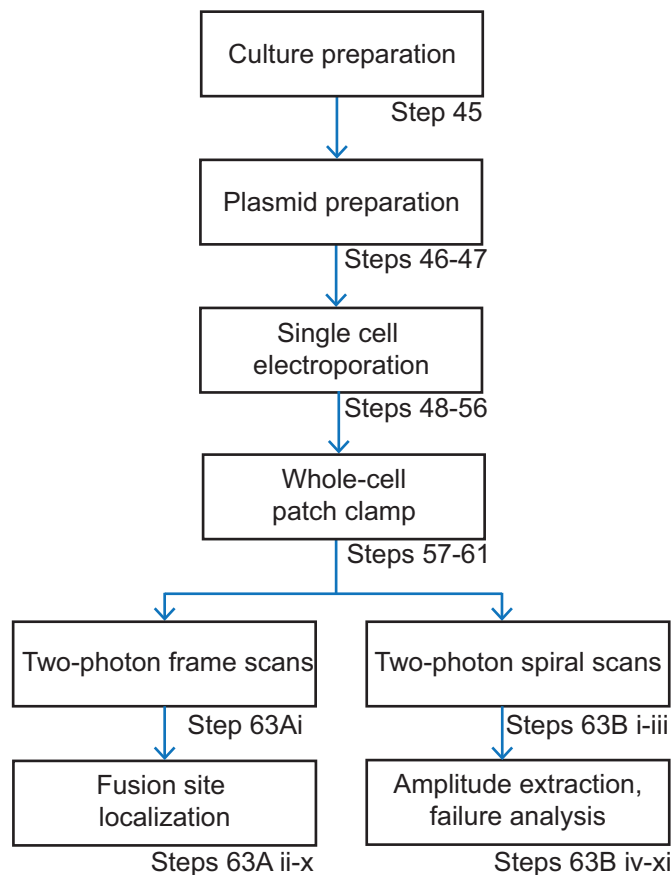 Culture preparation
Step 45
Plasmid preparation
Steps 46-47
Single cell
electroporation
Steps 48-56
Whole-cell
patch clamp
Steps 57-61
Two-photon frame scans
Step 63Ai
Fusion site
localization
Steps 63A ii-x
Two-photon spiral scans
Steps 63B i-iii
Amplitude extraction,
failure analysis
Steps 63B iv-xi